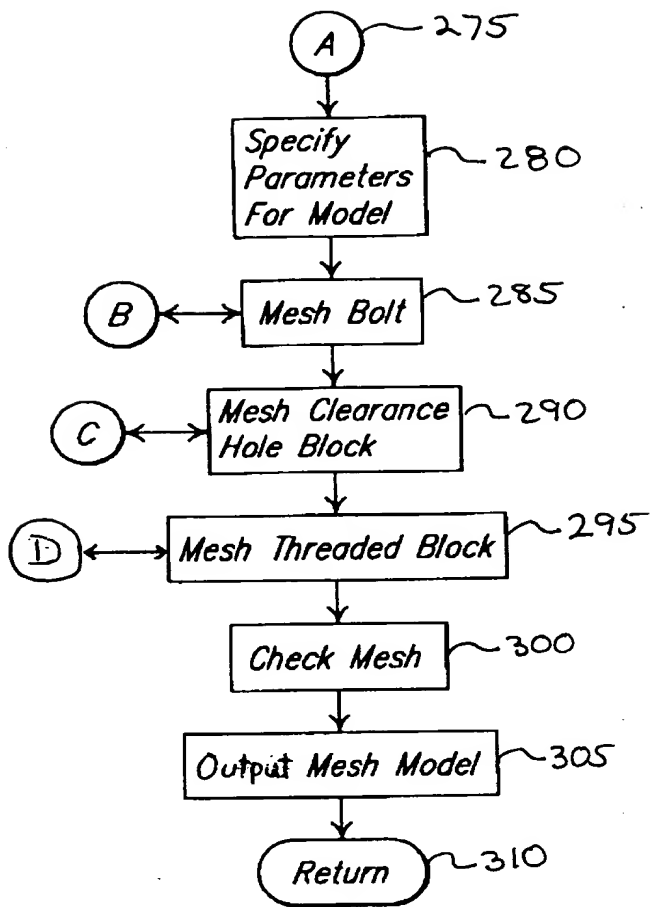 A
275
Specify
Parameters
For Model
280
B
Mesh Bolt
285
C
Mesh Clearance
Hole Block
290
D
Mesh Threaded Block
295
Check Mesh
300
Output Mesh Model
305
Return
310